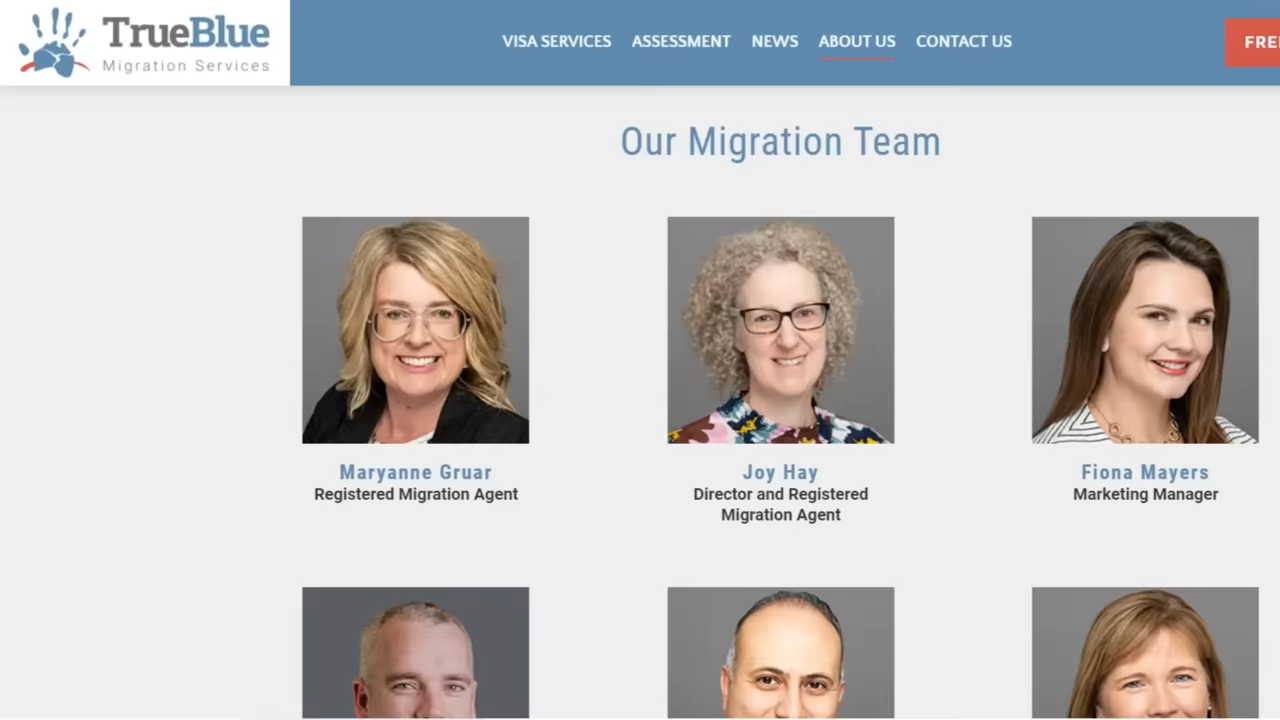 TrueBlue
Migration Services
VISA SERVICES ASSESSMENT NEWS ABOUT US CONTACT US
FREE
Our Migration Team
Maryanne Gruar
Registered Migration Agent
Joy Hay
Director and Registered
Migration Agent
Fiona Mayers
Marketing Manager